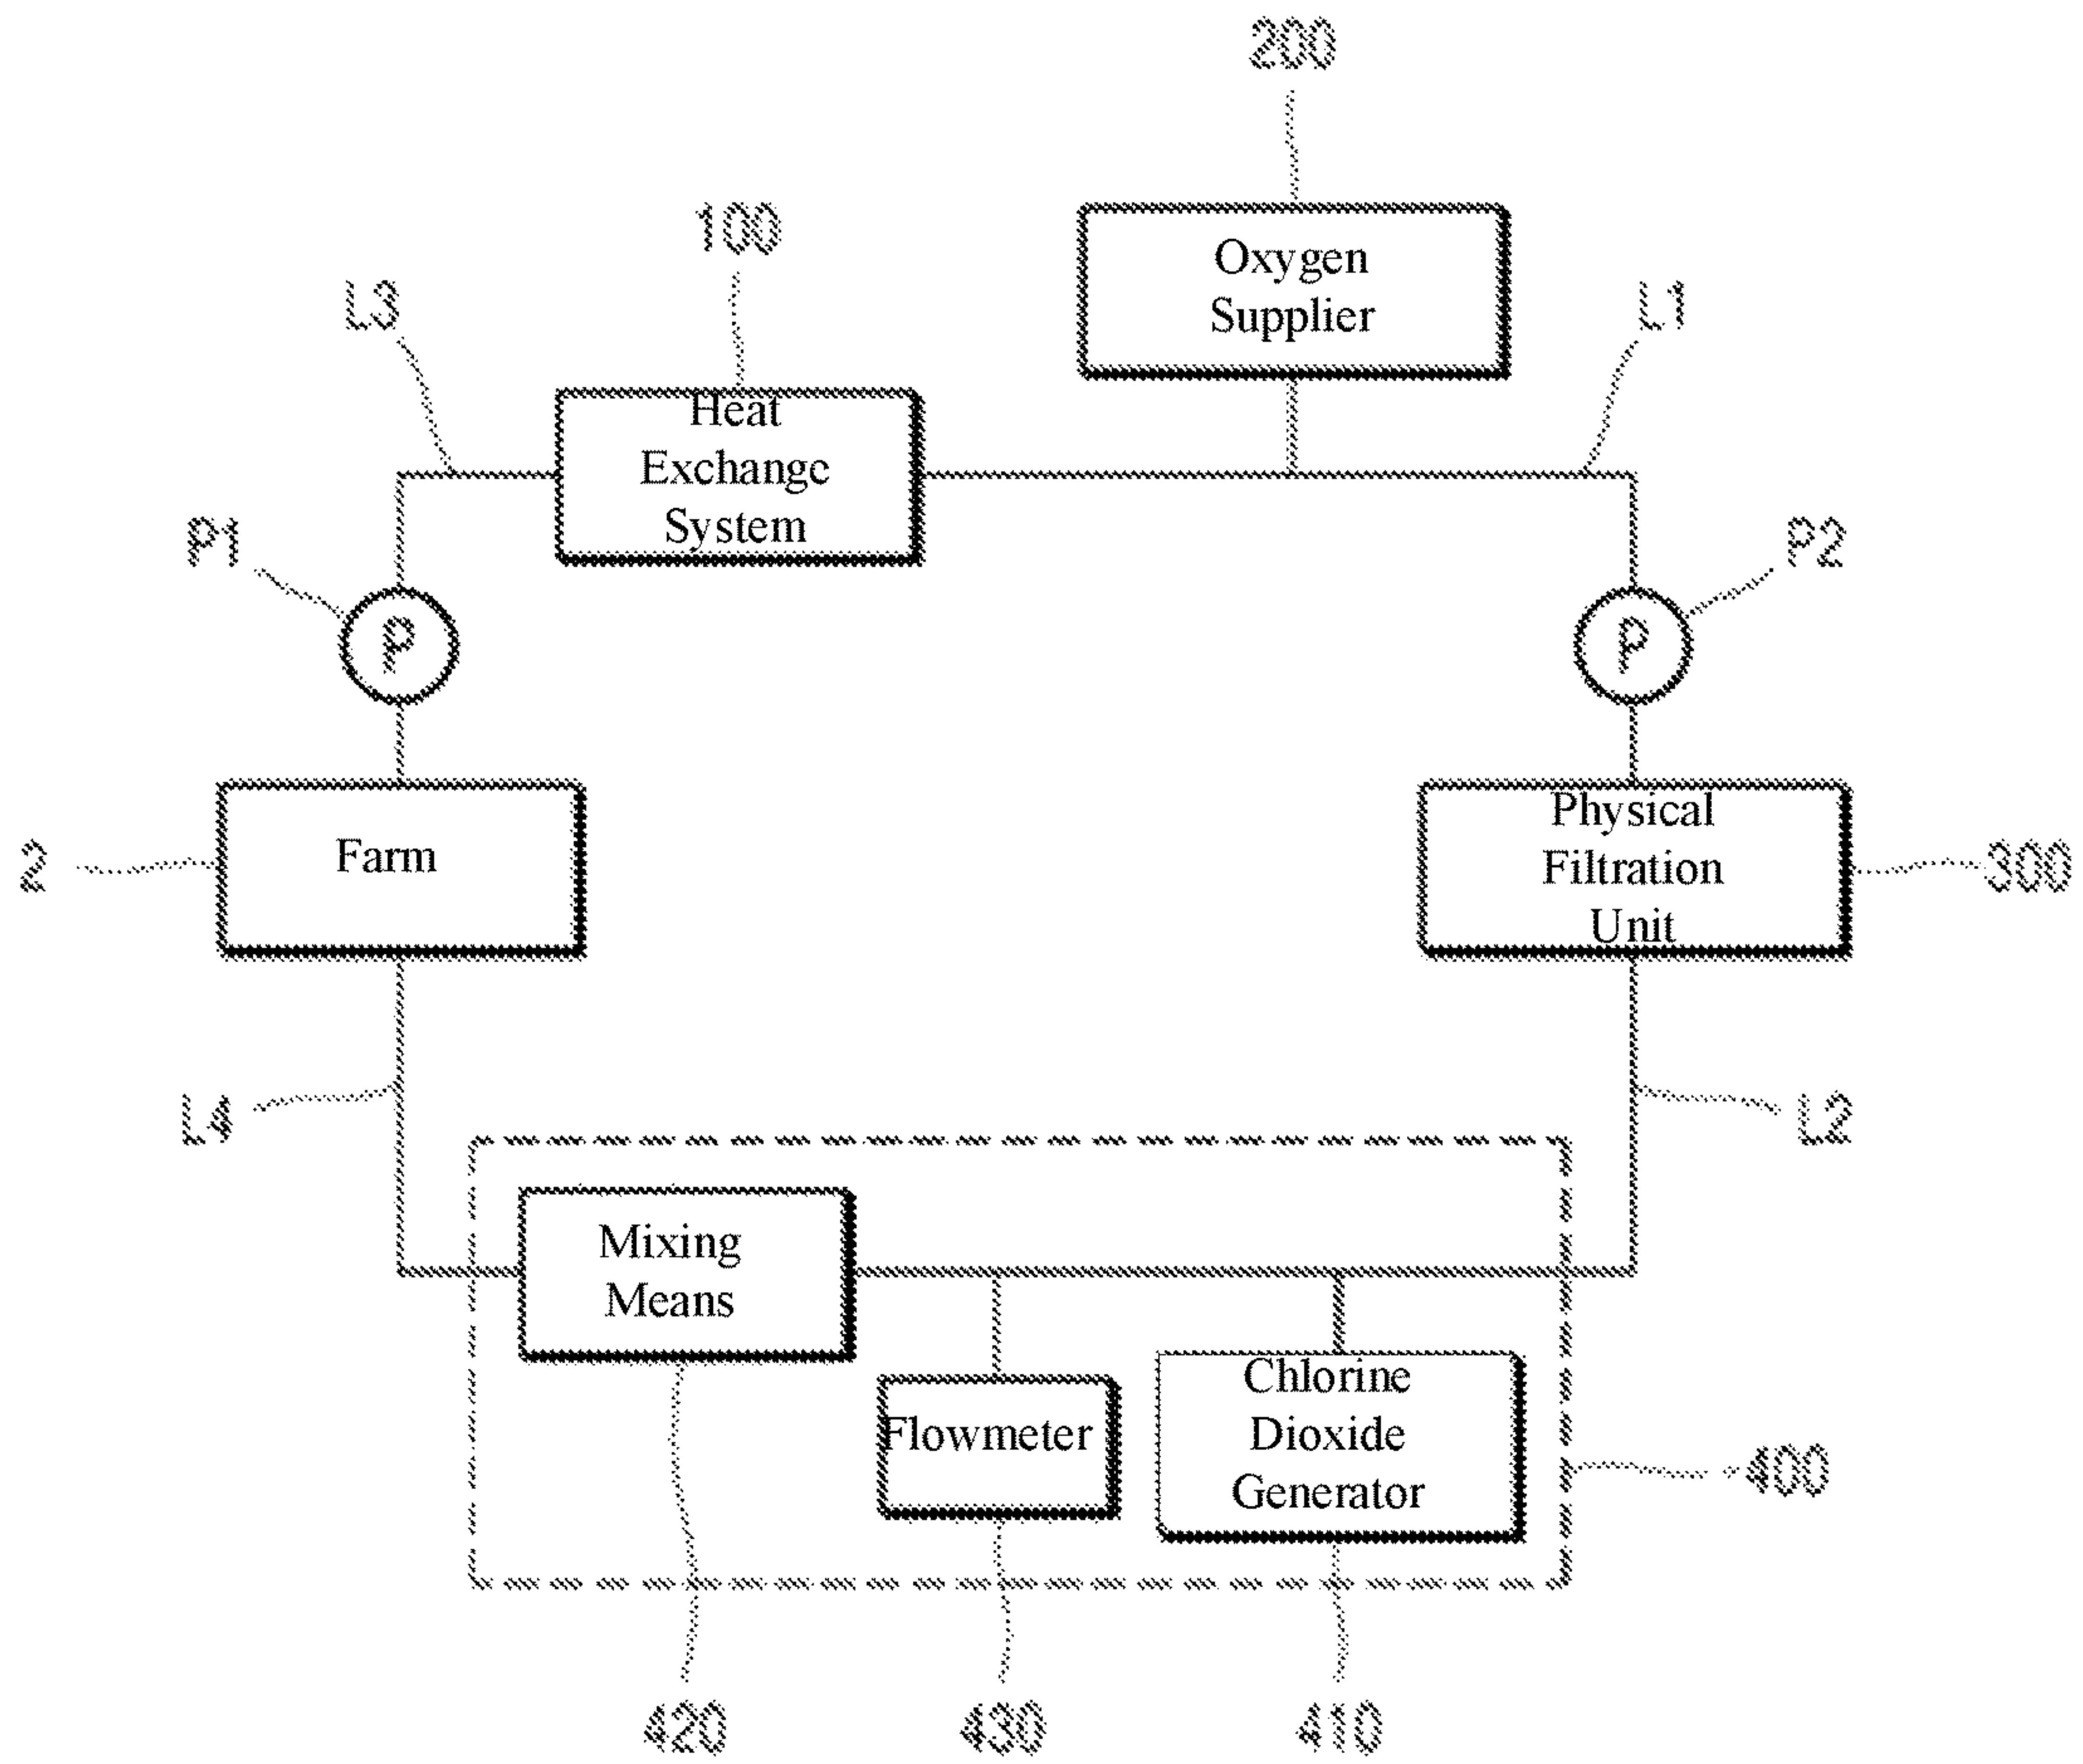 200
100
Oxygen
Supplier
L3
L1
Heat
Exchange
System
P1
P2
P
P
Farm
Physical
Filtration
Unit
2
300
L4
L2
Mixing
Means
Flowmeter
Chlorine
Dioxide
Generator
400
420
430
410